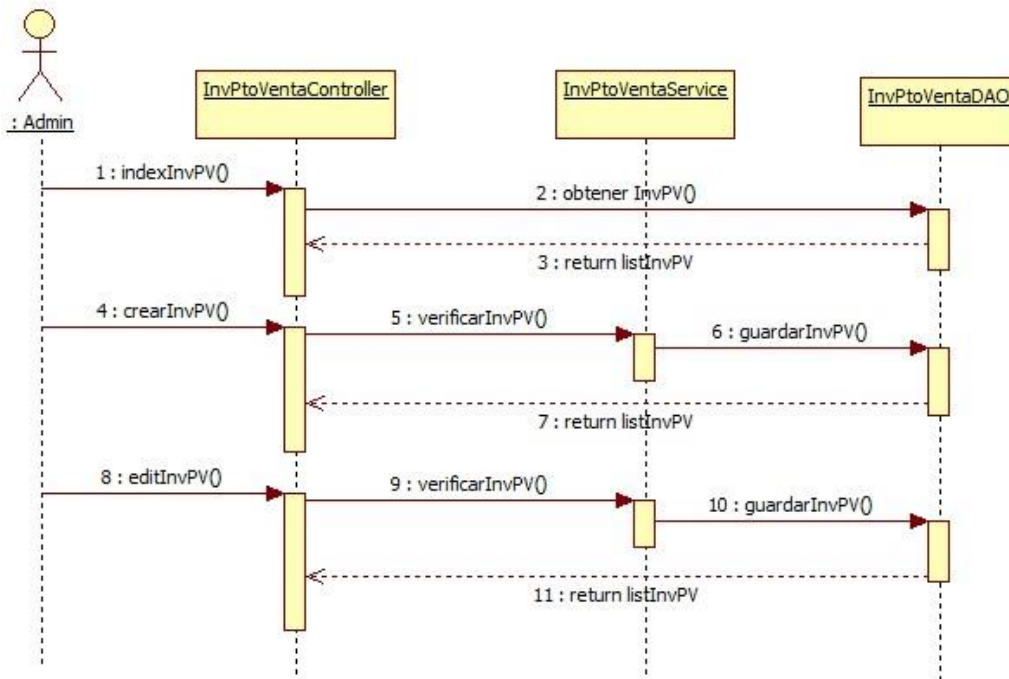 : Admin
InvPtoVentaController
InvPtoVentaService
InvPtoVentaDAO
1 : indexInvPV()
2 : obtener InvPV()
3 : return listInvPV
4 : crearInvPV()
5 : verificarInvPV()
6 : guardarInvPV()
7 : return listInvPV
8 : editInvPV()
9 : verificarInvPV()
10 : guardarInvPV()
11 : return listInvPV